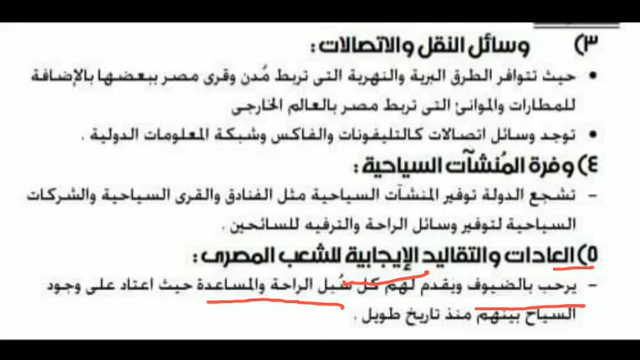 ٣) وسائل النقل والاتصالات :
• حيث تتوافر الطرق البرية والنهرية التى تربط مُدن وقرى مصر ببعضها بالإضافة
للمطارات والموانئ التى تربط مصر بالعالم الخارجى
• توجد وسائل اتصالات كالتليفونات والفاكس وشبكة المعلومات الدولية .
٤) وفرة المُنشآت السياحية :
– تشجع الدولة توفير المنشآت السياحية مثل الفنادق والقرى السياحية والشركات
السياحية لتوفير وسائل الراحة والترفيه للسائحين .
٥) العادات والتقاليد الإيجابية للشعب المصرى :
– يرحب بالضيوف ويقدم لهم كل سُبل الراحة والمساعدة حيث اعتاد على وجود
السياح بينهم منذ تاريخ طويل .